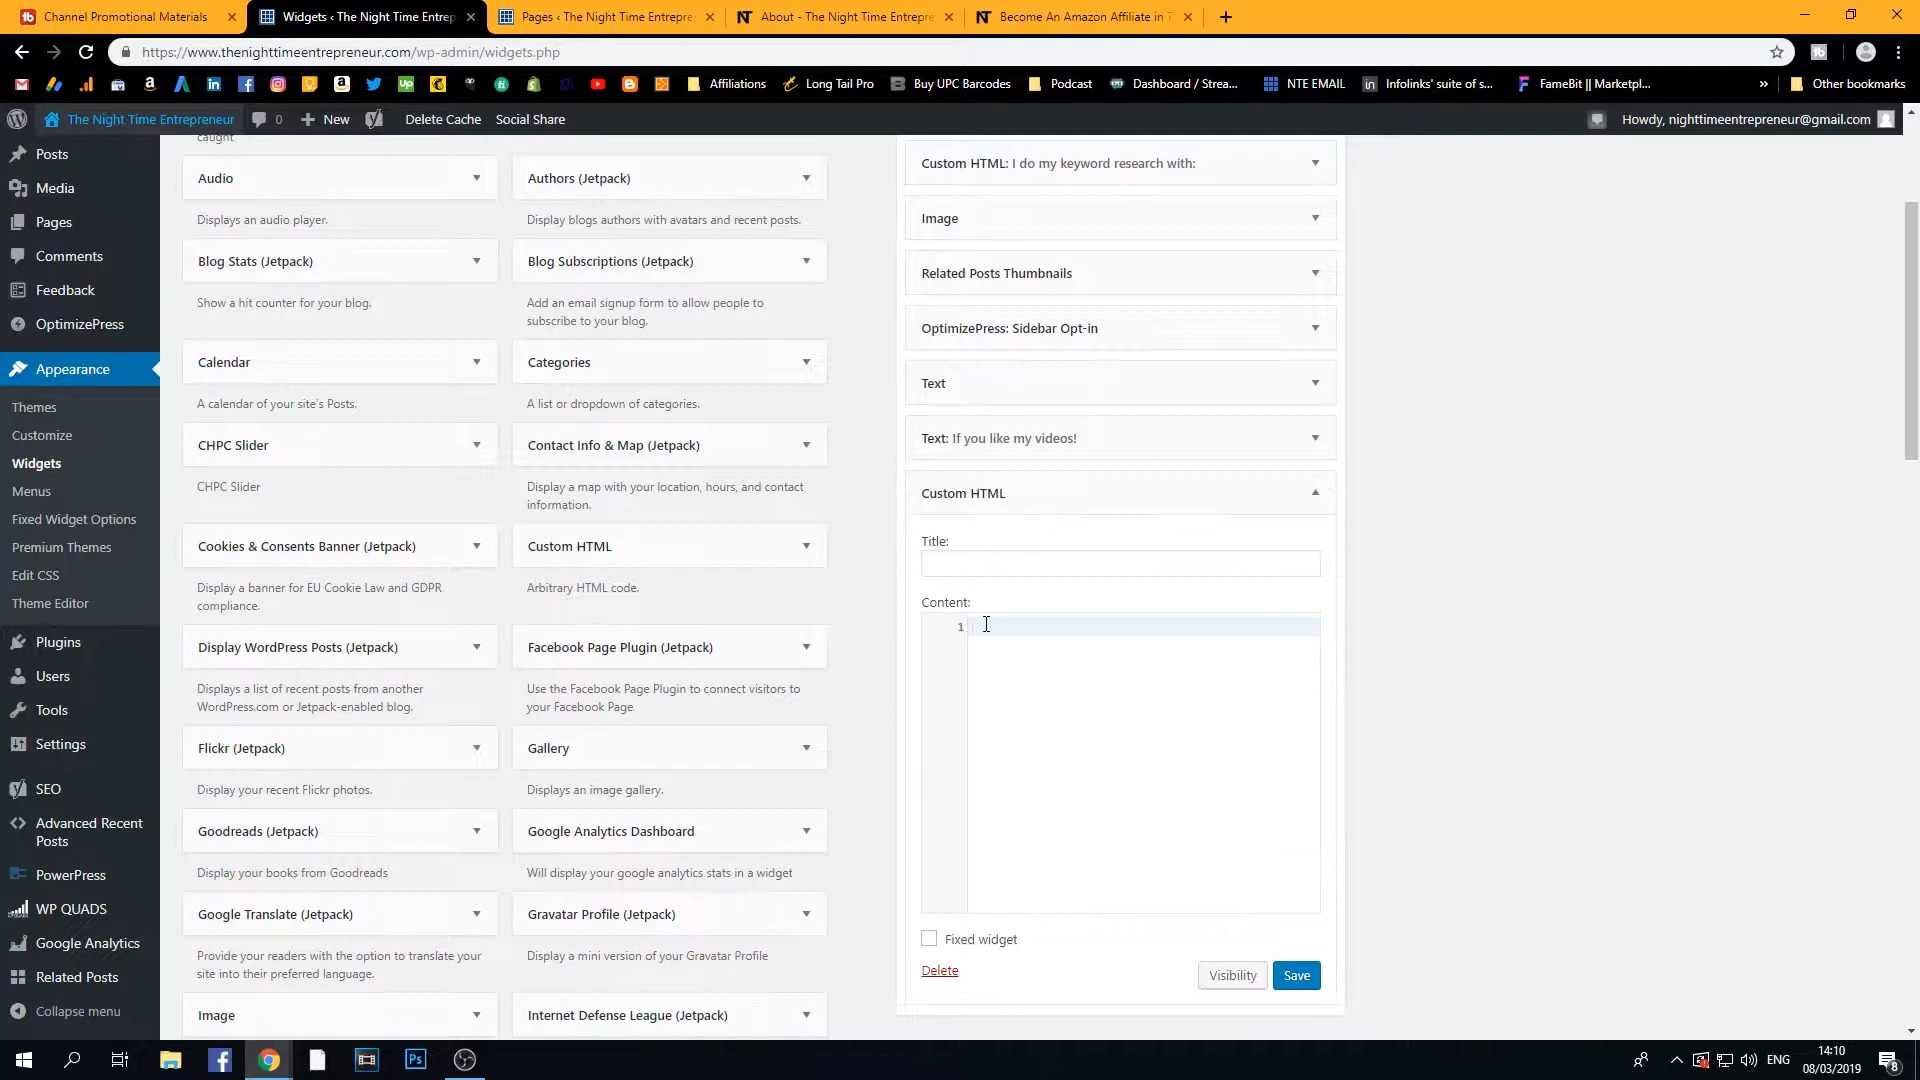 Channel Promotional Materials
Widgets ‹ The Night Time Entrepr
Pages ‹ The Night Time Entrepre
About - The Night Time Entrepre
Become An Amazon Affiliate in 7
https://www.thenighttimeentrepreneur.com/wp-admin/widgets.php
Affiliations
Long Tail Pro
Buy UPC Barcodes
Podcast
Dashboard / Strea...
NTE EMAIL
Infolinks' suite of s...
FameBit || Marketpl...
»
Other bookmarks
The Night Time Entrepreneur
0
New
Delete Cache
Social Share
Howdy, nighttimeentrepreneur@gmail.com
Posts
Media
Pages
Comments
Feedback
OptimizePress
Appearance
Themes
Customize
Widgets
Menus
Fixed Widget Options
Premium Themes
Edit CSS
Theme Editor
Plugins
Users
Tools
Settings
SEO
Advanced Recent
Posts
PowerPress
WP QUADS
Google Analytics
Related Posts
Collapse menu
caught
Audio
Displays an audio player.
Authors (Jetpack)
Display blogs authors with avatars and recent posts.
Blog Stats (Jetpack)
Show a hit counter for your blog.
Blog Subscriptions (Jetpack)
Add an email signup form to allow people to
subscribe to your blog.
Calendar
A calendar of your site's Posts.
Categories
A list or dropdown of categories.
CHPC Slider
CHPC Slider
Contact Info & Map (Jetpack)
Display a map with your location, hours, and contact
information.
Cookies & Consents Banner (Jetpack)
Display a banner for EU Cookie Law and GDPR
compliance.
Custom HTML
Arbitrary HTML code.
Display WordPress Posts (Jetpack)
Displays a list of recent posts from another
WordPress.com or Jetpack-enabled blog.
Facebook Page Plugin (Jetpack)
Use the Facebook Page Plugin to connect visitors to
your Facebook Page
Flickr (Jetpack)
Display your recent Flickr photos.
Gallery
Displays an image gallery.
Goodreads (Jetpack)
Display your books from Goodreads
Google Analytics Dashboard
Will display your google analytics stats in a widget
Google Translate (Jetpack)
Provide your readers with the option to translate your
site into their preferred language.
Gravatar Profile (Jetpack)
Display a mini version of your Gravatar Profile
Image
Internet Defense League (Jetpack)
Custom HTML: I do my keyword research with:
Image
Related Posts Thumbnails
OptimizePress: Sidebar Opt-in
Text
Text: If you like my videos!
Custom HTML
Title:
Content:
1
Fixed widget
Delete
Visibility
Save
ENG
14:10
08/03/2019
8